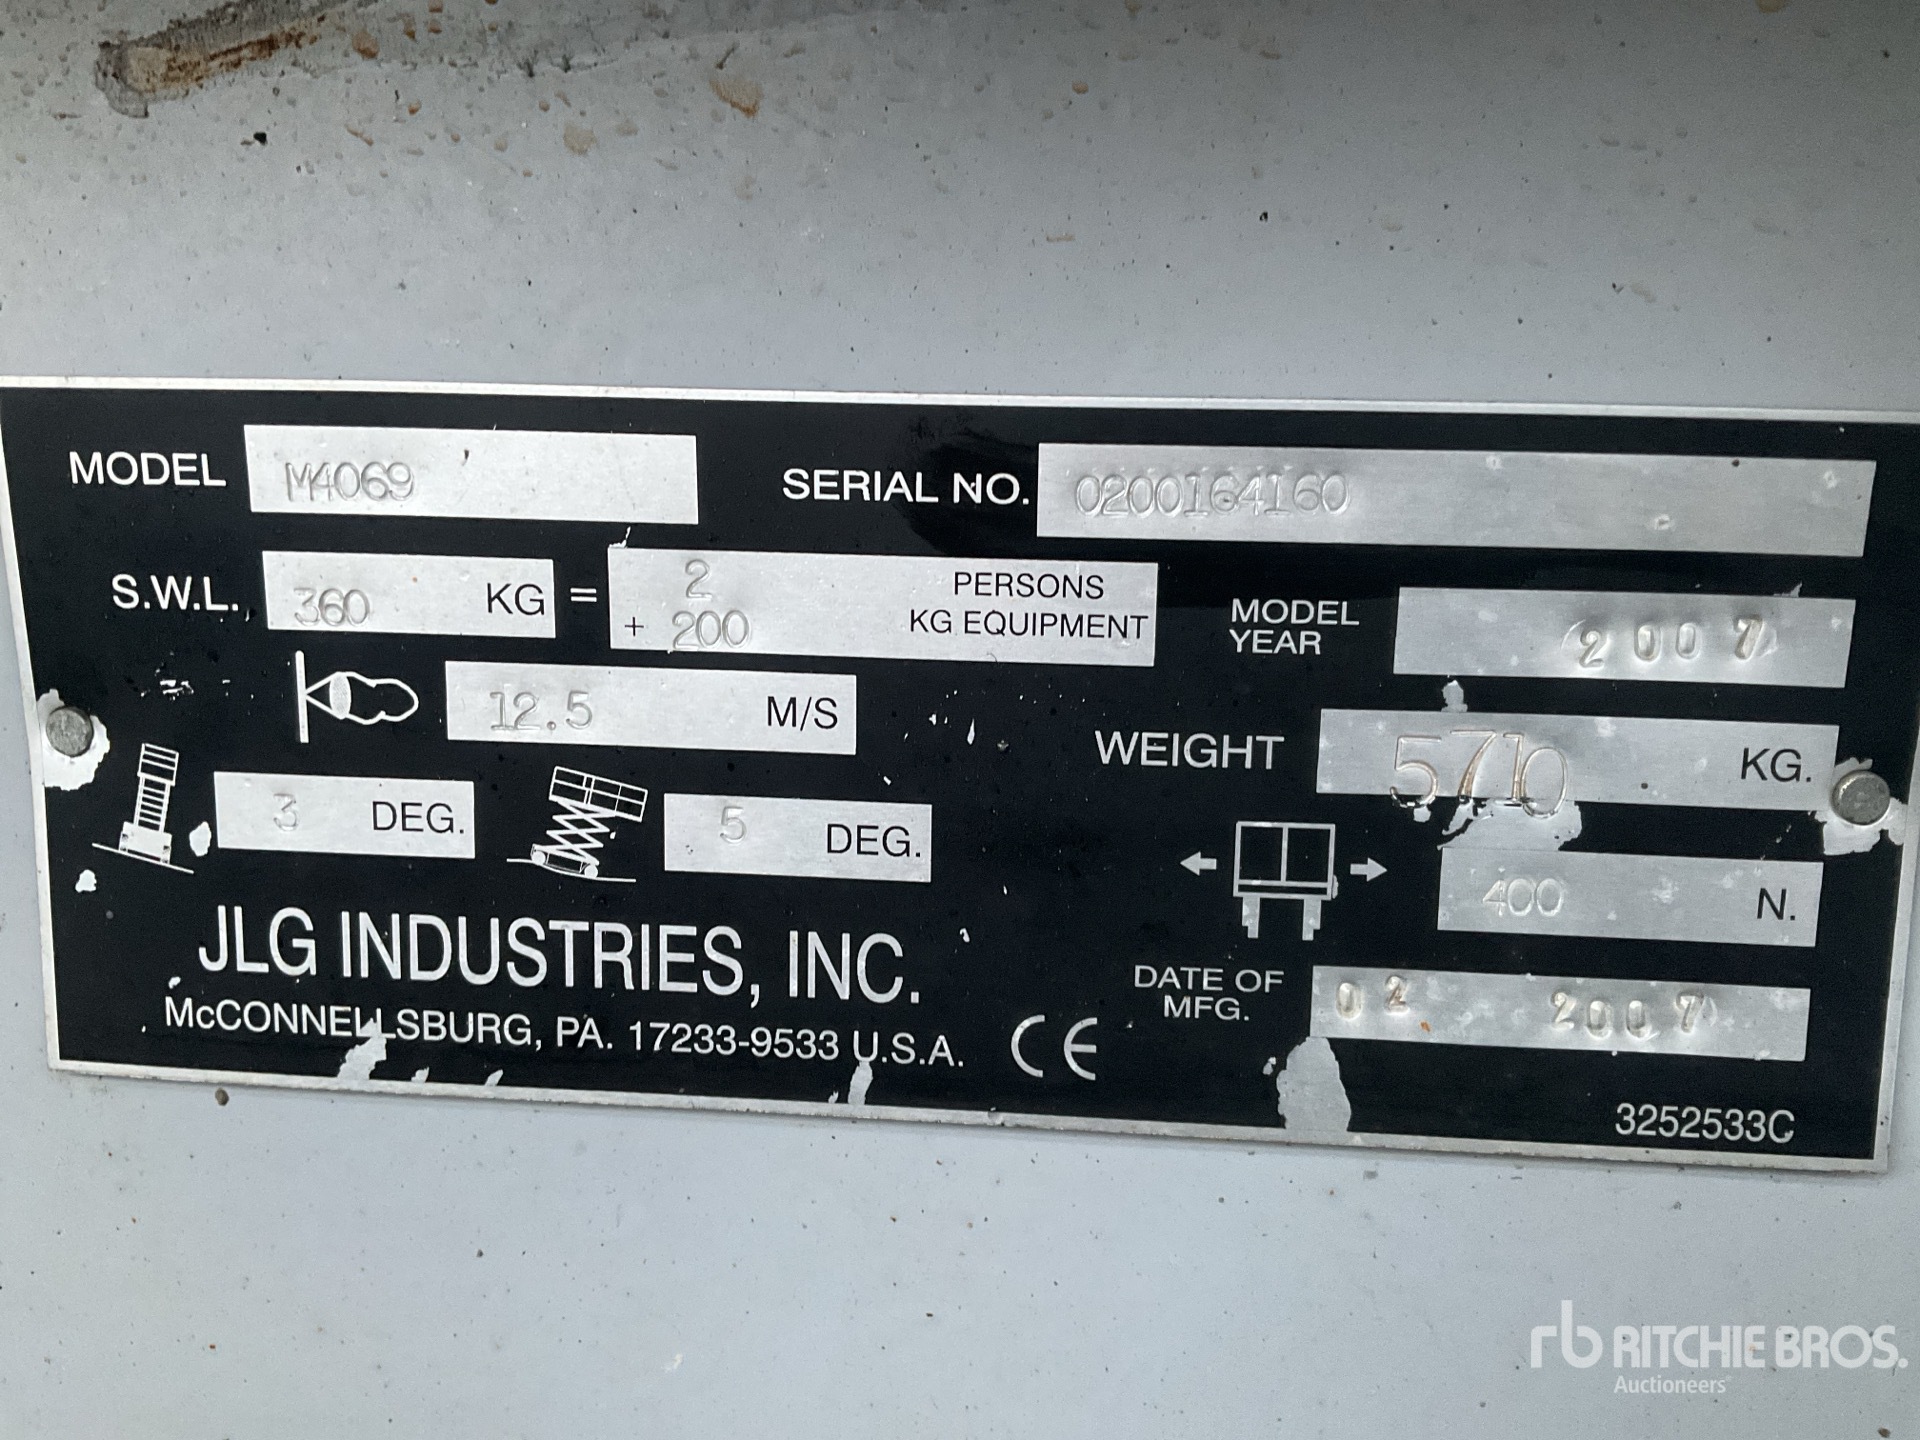 MODEL M4069 SERIAL NO. 0200164160
S.W.L. 360 KG = 2 PERSONS
+ 200 KG EQUIPMENT
MODEL YEAR 2007
12.5 M/S
WEIGHT 5710 KG.
3 DEG. 5 DEG.
400 N.
JLG INDUSTRIES, INC.
McCONNELLSBURG, PA. 17233-9533 U.S.A.
CE
DATE OF MFG. 02 2007
3252533C
rb RITCHIE BROS.
Auctioneers